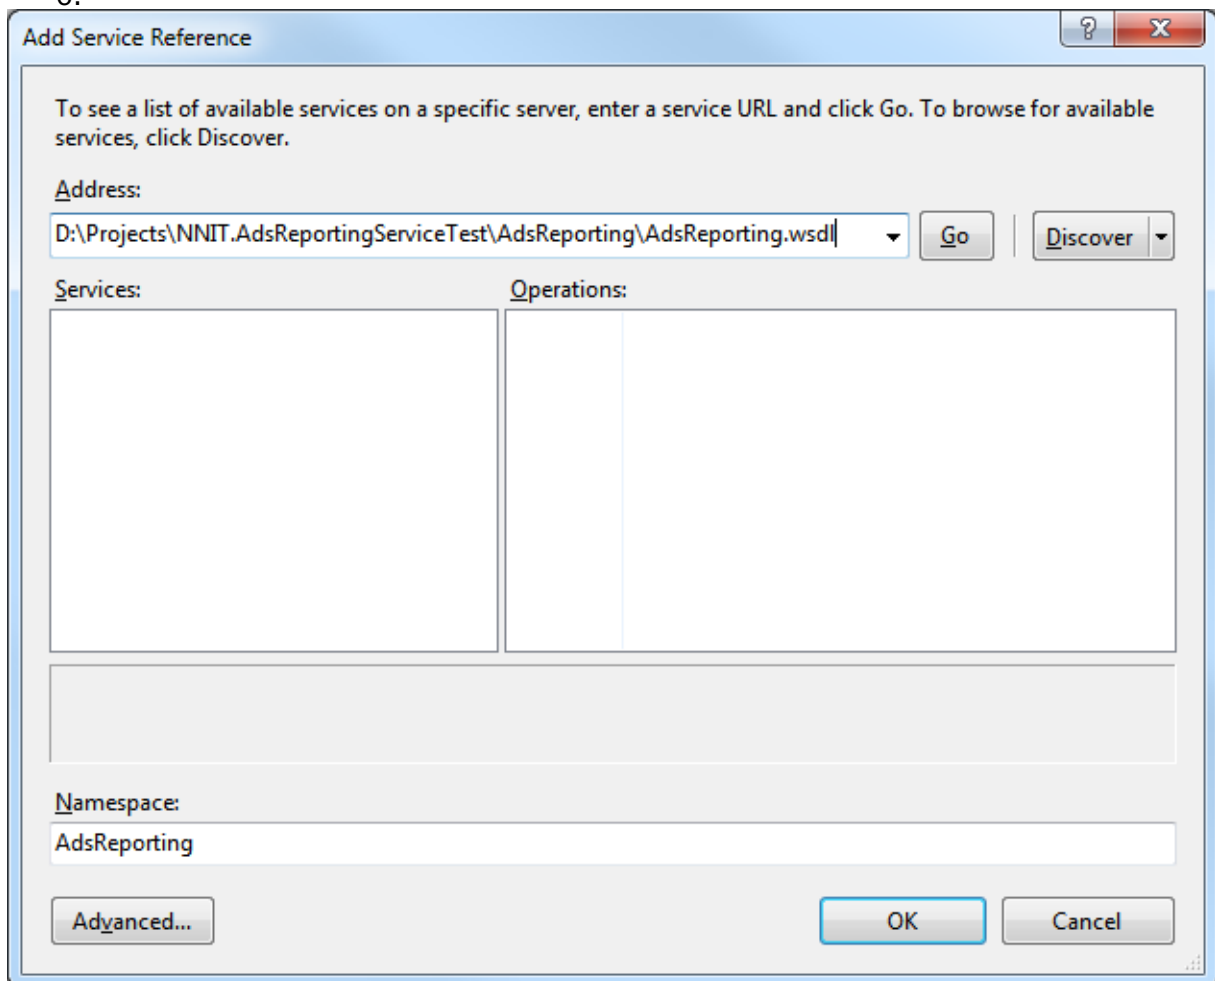 Add Service Reference
To see a list of available services on a specific server, enter a service URL and click Go. To browse for available
services, click Discover.
Address:
D:\Projects\NNIT.AdsReportingServiceTest\AdsReporting\AdsReporting.wsdl
Go
Discover
Services:
Operations:
Namespace:
AdsReporting
Advanced...
OK
Cancel